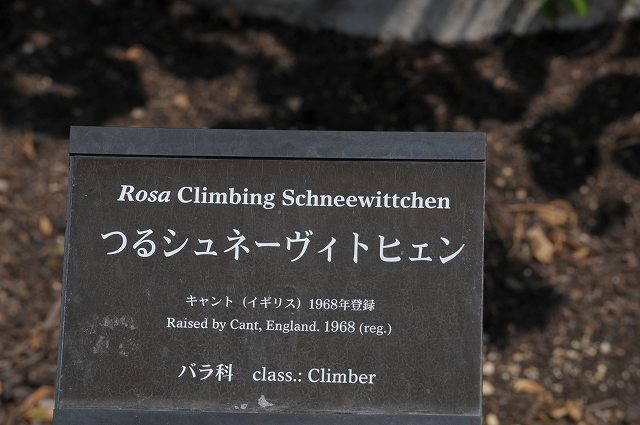 Rosa Climbing Schneewittchen
つるシュネーヴィトヒェン
キャント（イギリス）1968年登録
Raised by Cant, England. 1968 (reg.)
バラ科　class.: Climber